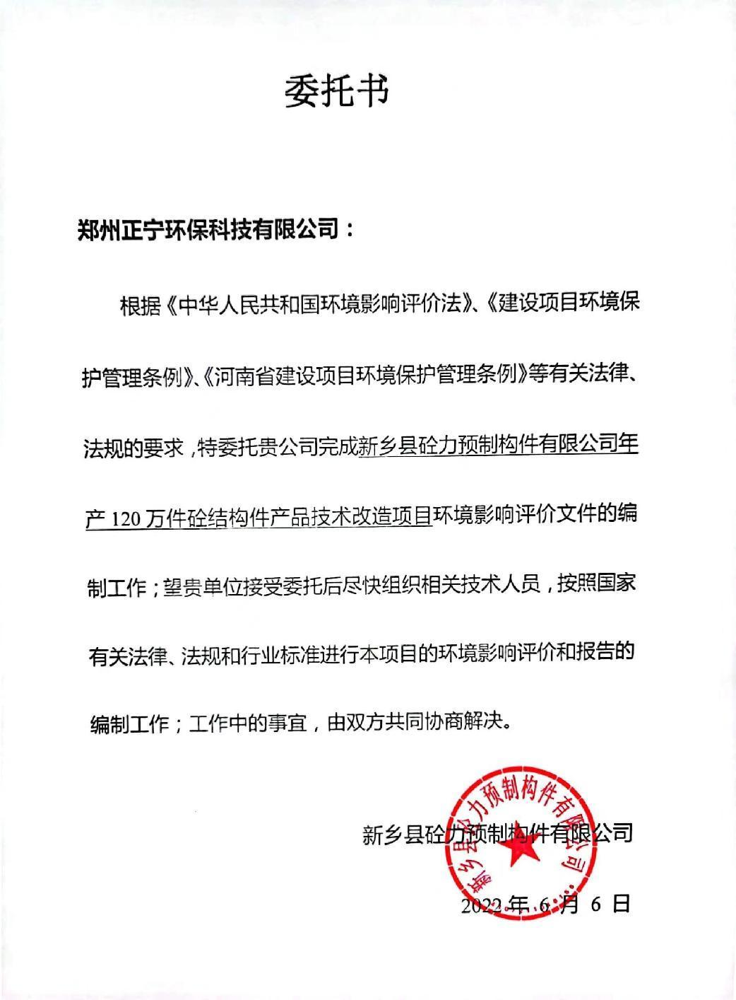 委托书
郑州正宁环保科技有限公司：
根据《中华人民共和国环境影响评价法》、《建设项目环境保
护管理条例》、《河南省建设项目环境保护管理条例》等有关法律、
法规的要求，特委托贵公司完成新乡县砼力预制构件有限公司年
产 120 万件砼结构件产品技术改造项目环境影响评价文件的编
制工作；望贵单位接受委托后尽快组织相关技术人员，按照国家
有关法律、法规和行业标准进行本项目的环境影响评价和报告的
编制工作；工作中的事宜，由双方共同协商解决。
新乡县砼力预制构件有限公司
新乡县砼力预制构件有限公司
2022 年 6 月 6 日